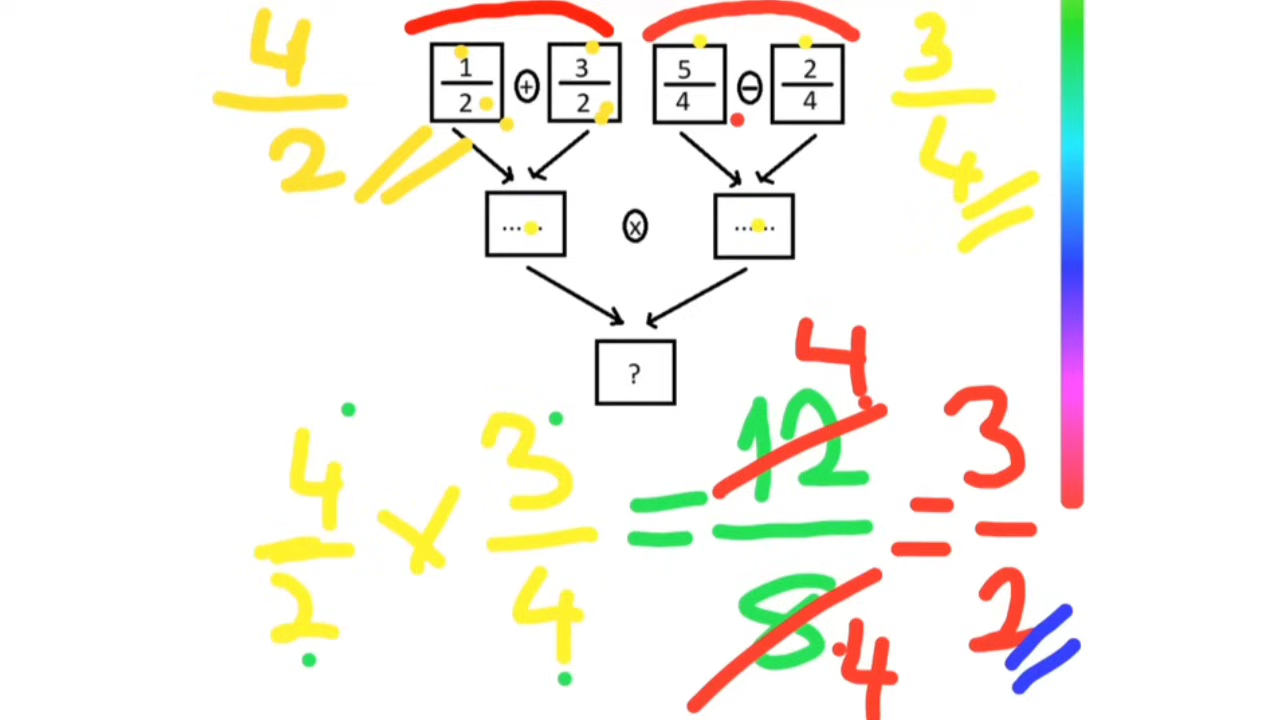 4/2 1/2 + 3/2 5/4 − 2/4 3/4
...... x ......
?
4/2 x 3/4 = 12/8 = 3/2
4
4